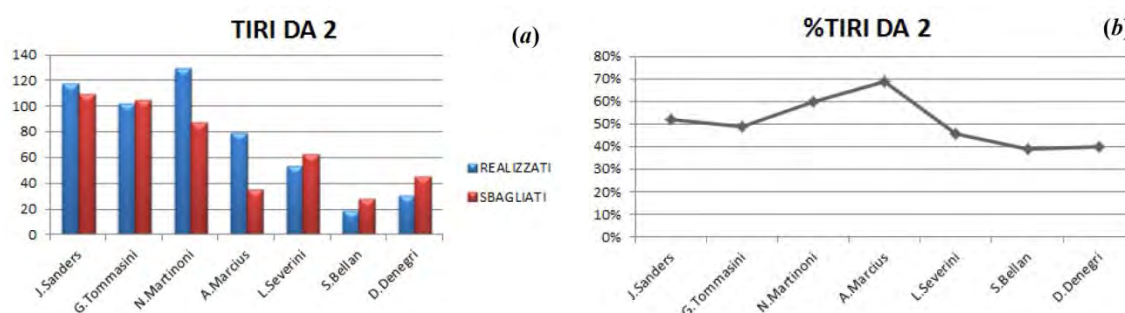 TIRI DA 2
(a)
140
120
100
80
60
40
20
0
J.Sanders
G.Tommasini
N.Martinoni
A.Marcius
L.Severini
S.Bellan
D.Denegri
REALIZZATI
SBAGLIATI
%TIRI DA 2
(b)
80%
70%
60%
50%
40%
30%
20%
10%
0%
J.Sanders
G.Tommasini
N.Martinoni
A.Marcius
L.Severini
S.Bellan
D.Denegri